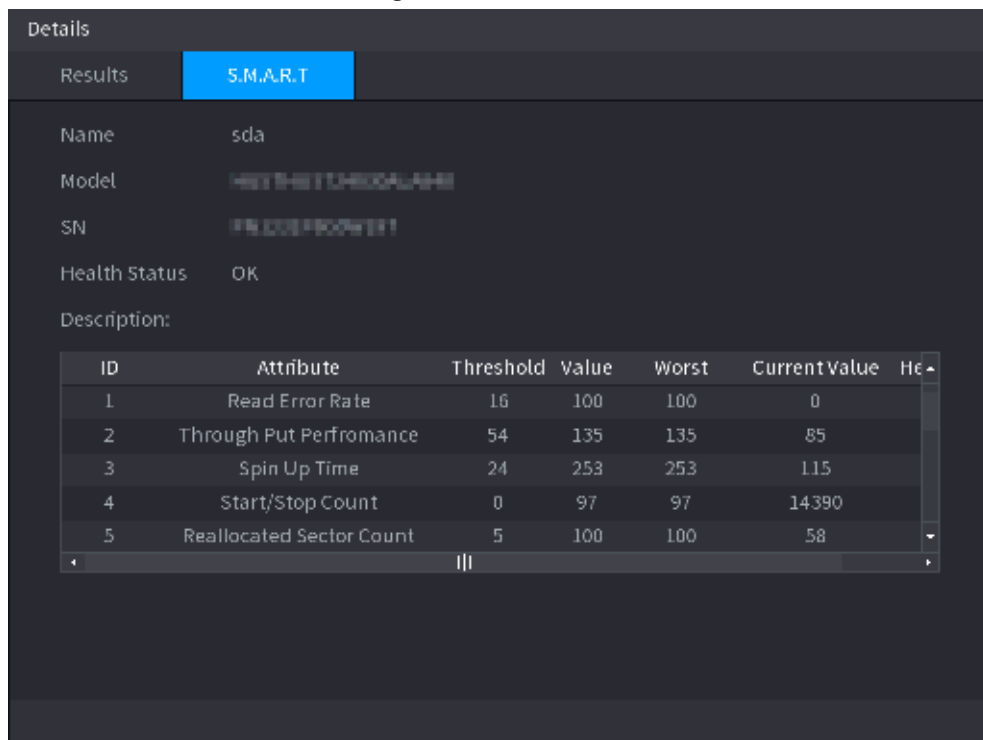 Details
Results S.M.A.R.T
Name sda
Model
SN
Health Status OK
Description:
ID Attribute Threshold Value Worst Current Value He
1 Read Error Rate 16 100 100 0
2 Through Put Perfromance 54 135 135 85
3 Spin Up Time 24 253 253 115
4 Start/Stop Count 0 97 97 14390
5 Reallocated Sector Count 5 100 100 58